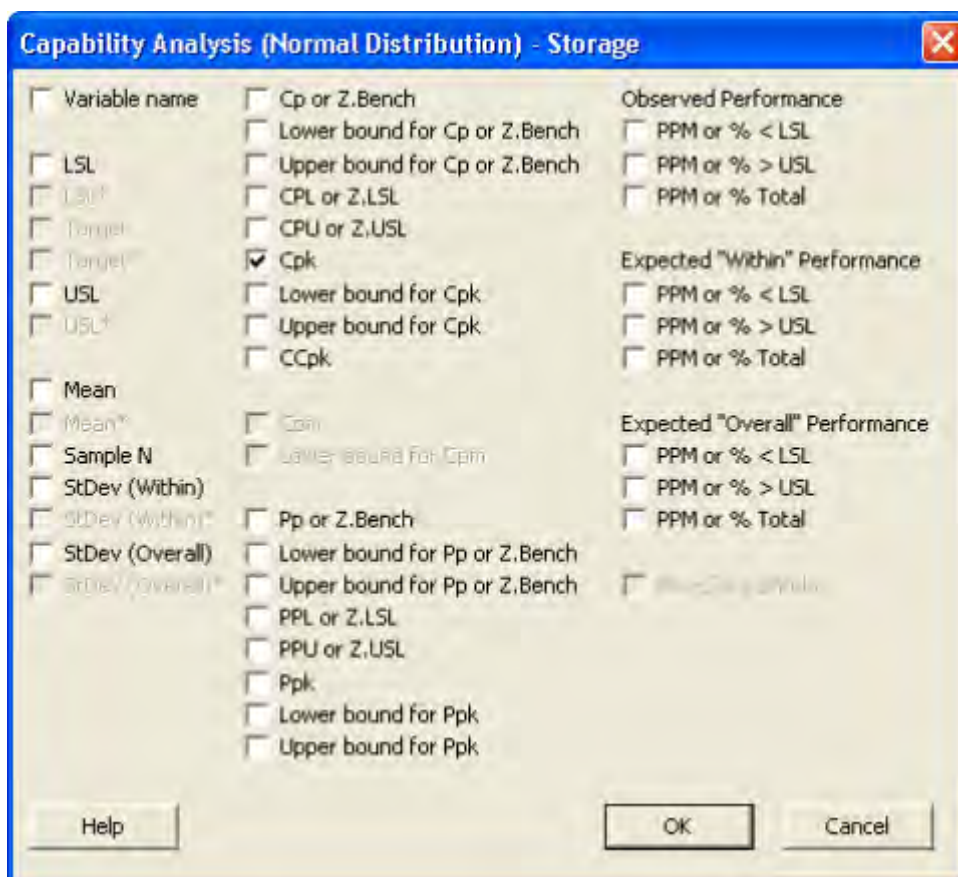 Capability Analysis (Normal Distribution) - Storage
Variable name
LSL
LSL*
Target
Target*
USL
USL*
Mean
Mean*
Sample N
StDev (Within)
StDev (Within)*
StDev (Overall)
StDev (Overall)*
Cp or Z.Bench
Lower bound for Cp or Z.Bench
Upper bound for Cp or Z.Bench
CPL or Z.LSL
CPU or Z.USL
Cpk
Lower bound for Cpk
Upper bound for Cpk
CCpk
Cpm
Lower bound for Cpm
Pp or Z.Bench
Lower bound for Pp or Z.Bench
Upper bound for Pp or Z.Bench
PPL or Z.LSL
PPU or Z.USL
Ppk
Lower bound for Ppk
Upper bound for Ppk
Observed Performance
PPM or % < LSL
PPM or % > USL
PPM or % Total
Expected "Within" Performance
PPM or % < LSL
PPM or % > USL
PPM or % Total
Expected "Overall" Performance
PPM or % < LSL
PPM or % > USL
PPM or % Total
Help
OK
Cancel